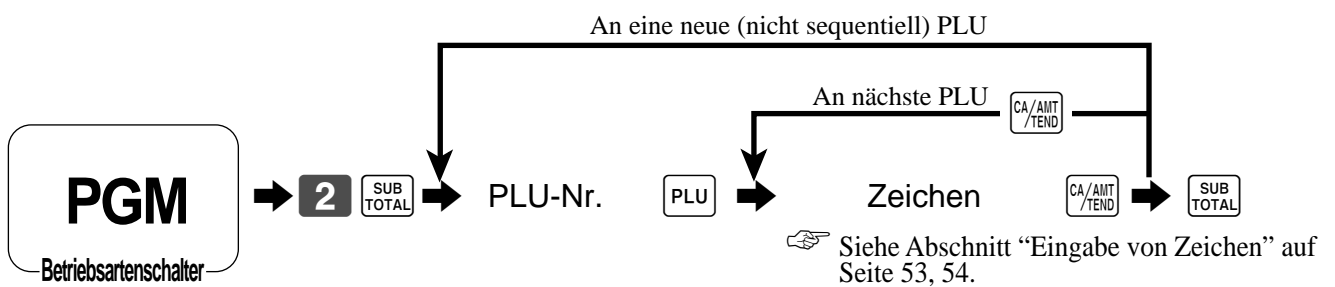 An eine neue (nicht sequentiell) PLU
An nächste PLU
CA/AMT
/TEND
PGM
2
SUB
TOTAL
PLU-Nr.
PLU
Zeichen
CA/AMT
/TEND
SUB
TOTAL
Betriebsartenschalter
Siehe Abschnitt “Eingabe von Zeichen” auf
Seite 53, 54.